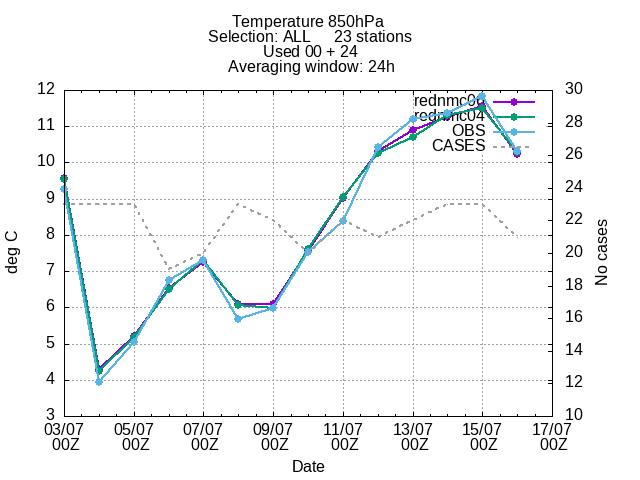 Temperature 850hPa
Selection: ALL 23 stations
Used 00 + 24
Averaging window: 24h
12 30
11 28
10 26
9 24
8 22
7 20
6 18
5 16
4 14
3 12
10
rednmc06
rednmc04
OBS
CASES
deg C
No cases
03/07 05/07 07/07 09/07 11/07 13/07 15/07 17/07
00Z 00Z 00Z 00Z 00Z 00Z 00Z 00Z
Date